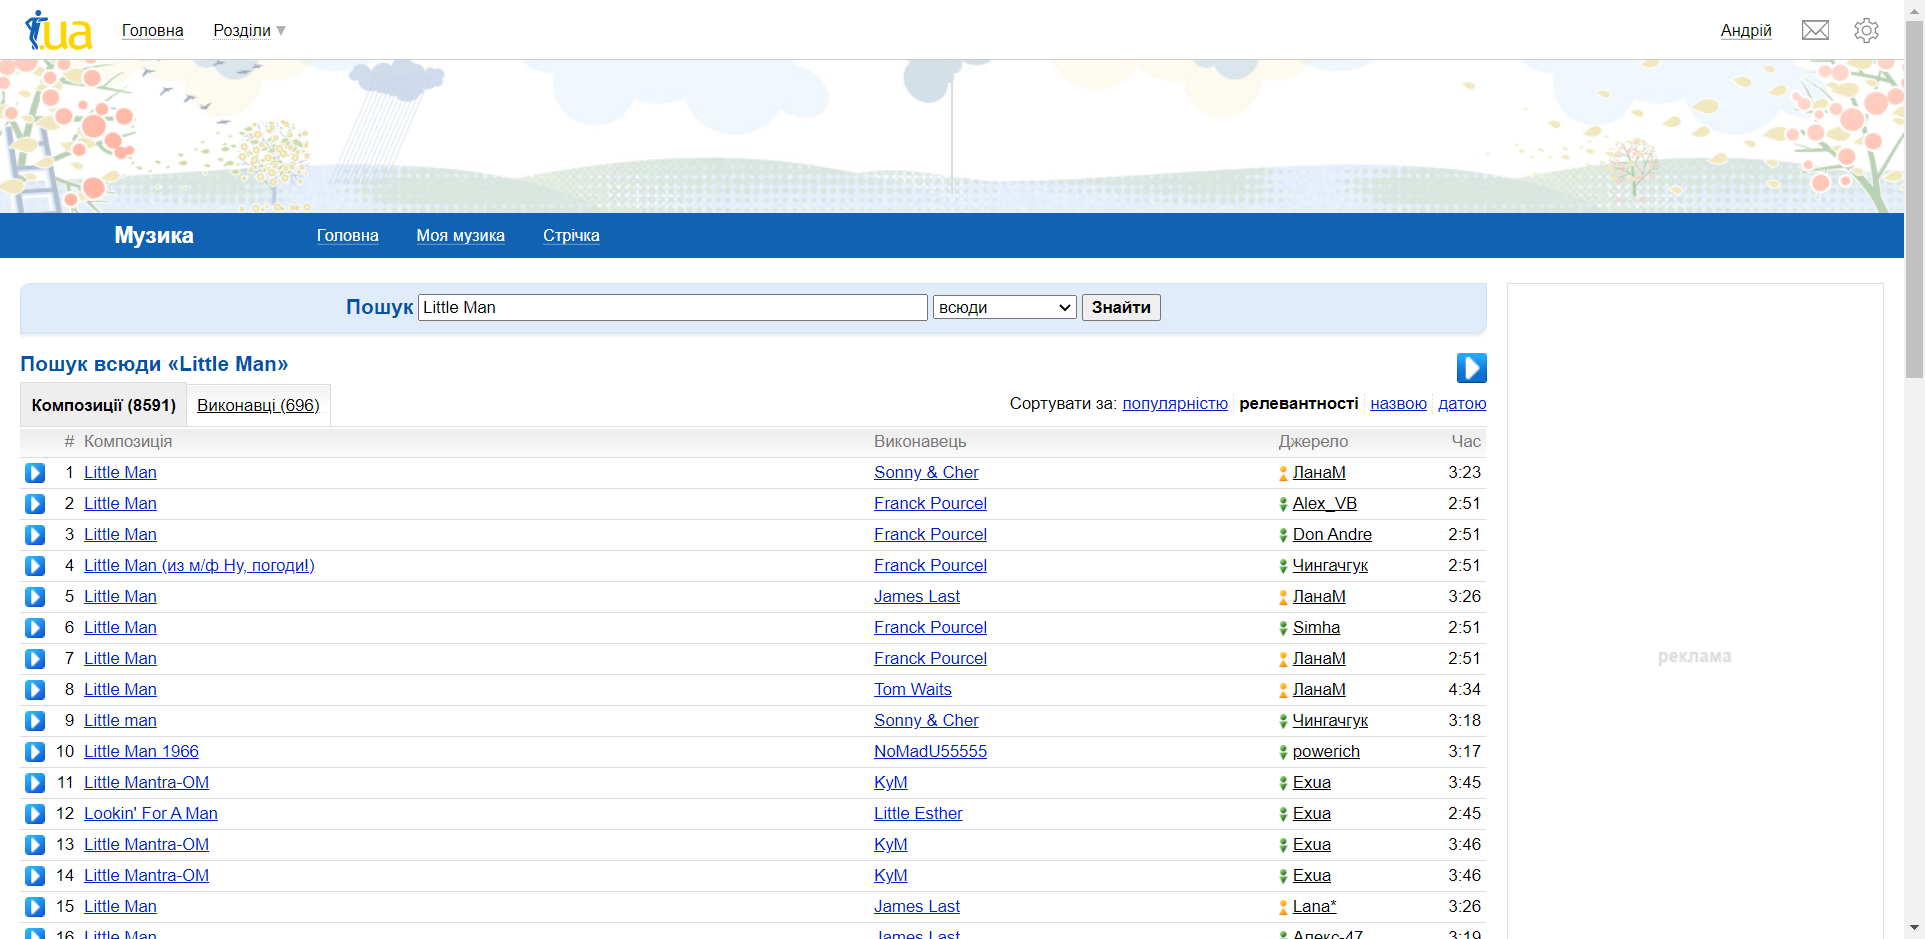 .ua Головна Розділи Андрій
Музика Головна Моя музика Стрічка
Пошук Little Man всюди Знайти
Пошук всюди «Little Man»
Композиції (8591) Виконавці (696) Сортувати за: популярністю релевантності назвою датою
# Композиція Виконавець Джерело Час
1 Little Man Sonny & Cher ЛанаМ 3:23
2 Little Man Franck Pourcel Alex_VB 2:51
3 Little Man Franck Pourcel Don Andre 2:51
4 Little Man (из м/ф Ну, погоди!) Franck Pourcel Чингачгук 2:51
5 Little Man James Last ЛанаМ 3:26
6 Little Man Franck Pourcel Simha 2:51
7 Little Man Franck Pourcel ЛанаМ 2:51
8 Little Man Tom Waits ЛанаМ 4:34
9 Little man Sonny & Cher Чингачгук 3:18
10 Little Man 1966 NoMadU55555 powerich 3:17
11 Little Mantra-OM KyM Exua 3:45
12 Lookin' For A Man Little Esther Exua 2:45
13 Little Mantra-OM KyM Exua 3:46
14 Little Mantra-OM KyM Exua 3:46
15 Little Man James Last Lana* 3:26
16 Little Man James Last Алекс-47 3:19
реклама